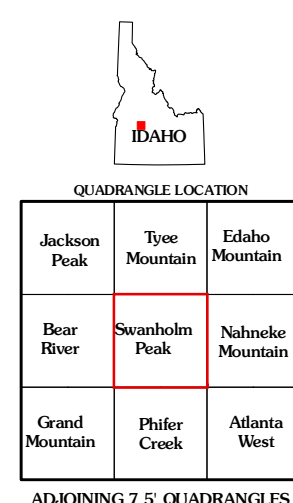 IDAHO
QUADRANGLE LOCATION
Jackson Peak
Tyee Mountain
Edaho Mountain
Bear River
Swanholm Peak
Nahneke Mountain
Grand Mountain
Phifer Creek
Atlanta West
ADJOINING 7.5' QUADRANGLES